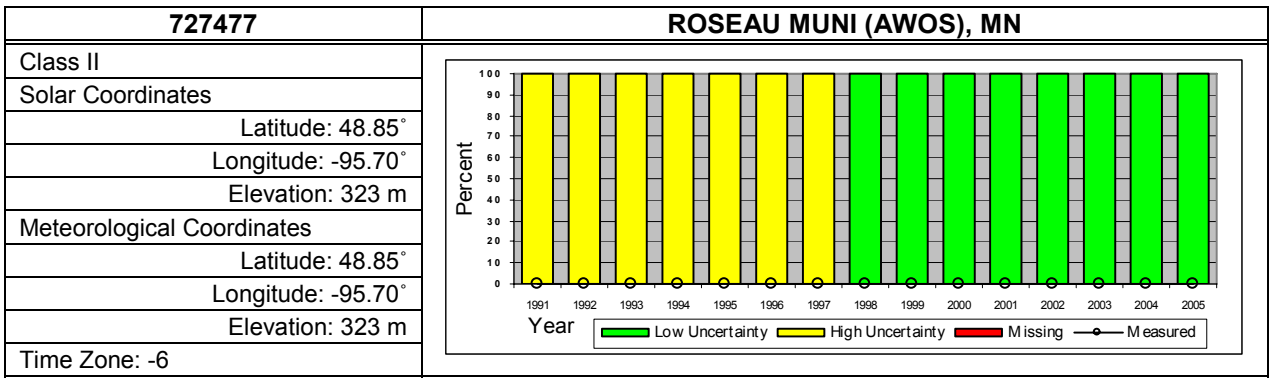 727477
ROSEAU MUNI (AWOS), MN
Class II
Solar Coordinates
Latitude: 48.85˚
Longitude: -95.70˚
Elevation: 323 m
Meteorological Coordinates
Latitude: 48.85˚
Longitude: -95.70˚
Elevation: 323 m
Time Zone: -6
Percent
100
90
80
70
60
50
40
30
20
10
0
1991 1992 1993 1994 1995 1996 1997 1998 1999 2000 2001 2002 2003 2004 2005
Year
Low Uncertainty High Uncertainty Missing Measured